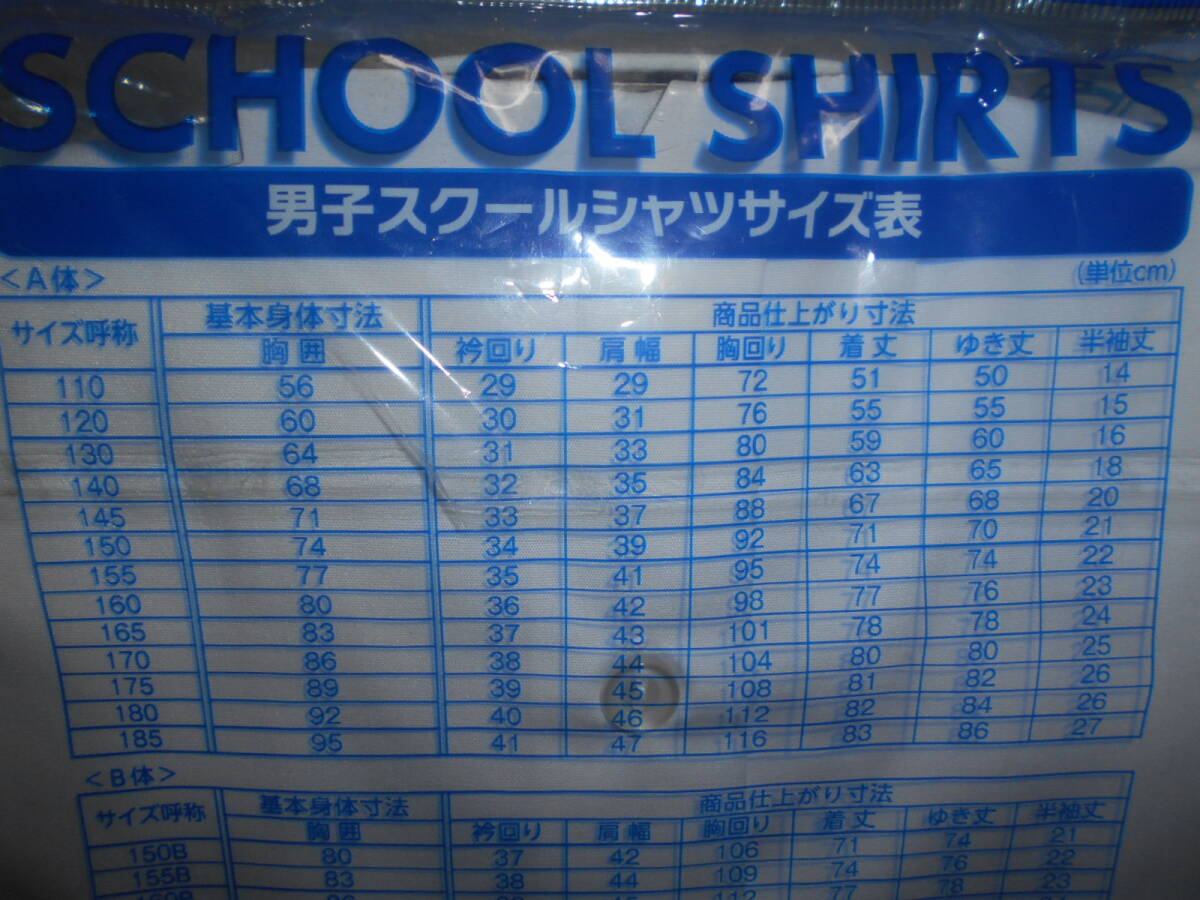 SCHOOL SHIRTS
男子スクールシャツサイズ表
<A体> (単位cm)
サイズ呼称 基本身体寸法 商品仕上がり寸法
胸囲 衿回り 肩幅 胸回り 着丈 ゆき丈 半袖丈
110 56 29 29 72 51 50 14
120 60 30 31 76 55 55 15
130 64 31 33 80 59 60 16
140 68 32 35 84 63 65 18
145 71 33 37 88 67 68 20
150 74 34 39 92 71 70 21
155 77 35 41 95 74 74 22
160 80 36 42 98 77 76 23
165 83 37 43 101 78 78 24
170 86 38 44 104 80 80 25
175 89 39 45 108 81 82 26
180 92 40 46 112 82 84 26
185 95 41 47 116 83 86 27
<B体>
サイズ呼称 基本身体寸法 商品仕上がり寸法
胸囲 衿回り 肩幅 胸回り 着丈 ゆき丈 半袖丈
150B 80 37 42 106 71 74 21
155B 83 38 44 109 74 76 22
112 77 78